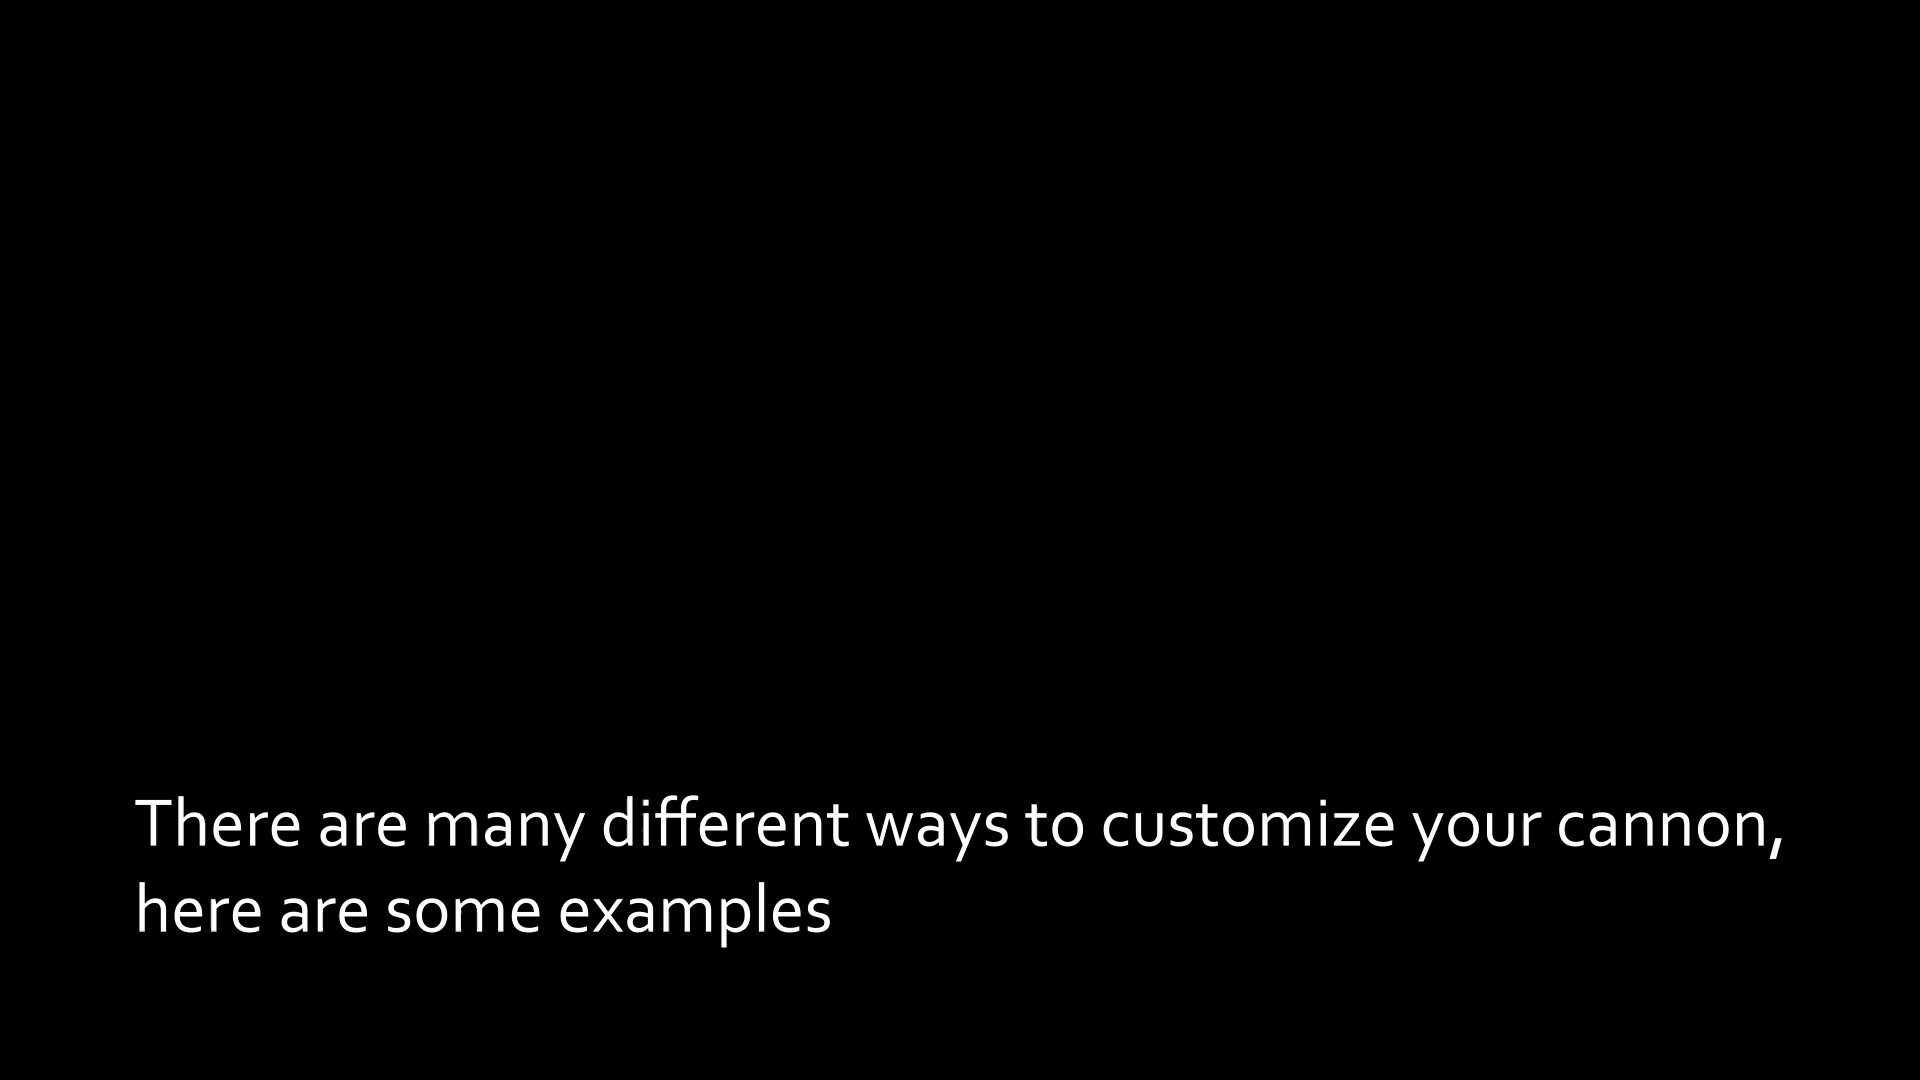 There are many different ways to customize your cannon,
here are some examples